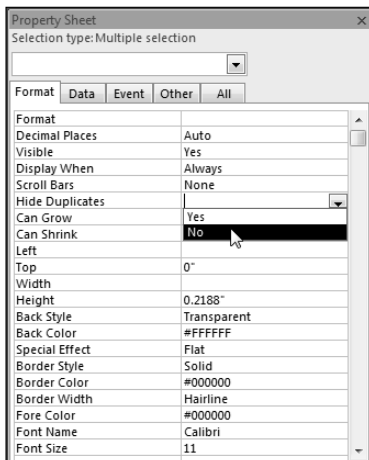 Property Sheet
Selection type: Multiple selection
Format Data Event Other All
Format
Decimal Places Auto
Visible Yes
Display When Always
Scroll Bars None
Hide Duplicates
Can Grow Yes
Can Shrink No
Left
Top 0"
Width
Height 0.2188"
Back Style Transparent
Back Color #FFFFFF
Special Effect Flat
Border Style Solid
Border Color #000000
Border Width Hairline
Fore Color #000000
Font Name Calibri
Font Size 11